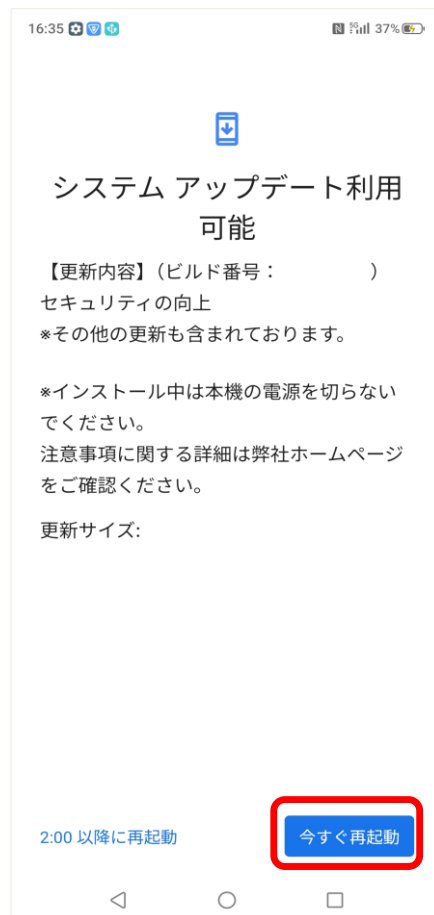 16:35 5G 37%
システム アップデート利用
可能
【更新内容】（ビルド番号：　　　　　）
セキュリティの向上
*その他の更新も含まれております。
*インストール中は本機の電源を切らない
でください。
注意事項に関する詳細は弊社ホームページ
をご確認ください。
更新サイズ:
2:00 以降に再起動 今すぐ再起動